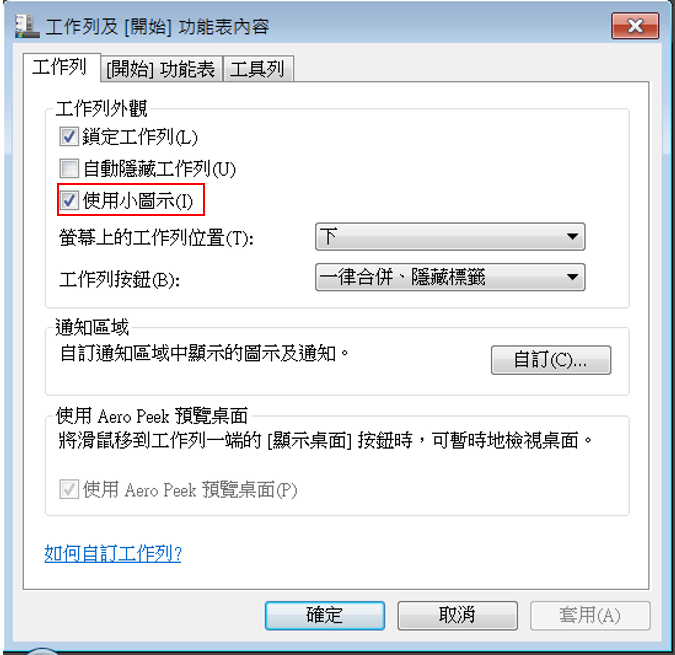 工作列及 [開始] 功能表內容
工作列 [開始] 功能表 工具列
工作列外觀
鎖定工作列(L)
自動隱藏工作列(U)
使用小圖示(I)
螢幕上的工作列位置(T): 下
工作列按鈕(B): 一律合併、隱藏標籤
通知區域
自訂通知區域中顯示的圖示及通知。
自訂(C)...
使用 Aero Peek 預覽桌面
將滑鼠移到工作列一端的 [顯示桌面] 按鈕時，可暫時地檢視桌面。
使用 Aero Peek 預覽桌面(P)
如何自訂工作列?
確定 取消 套用(A)